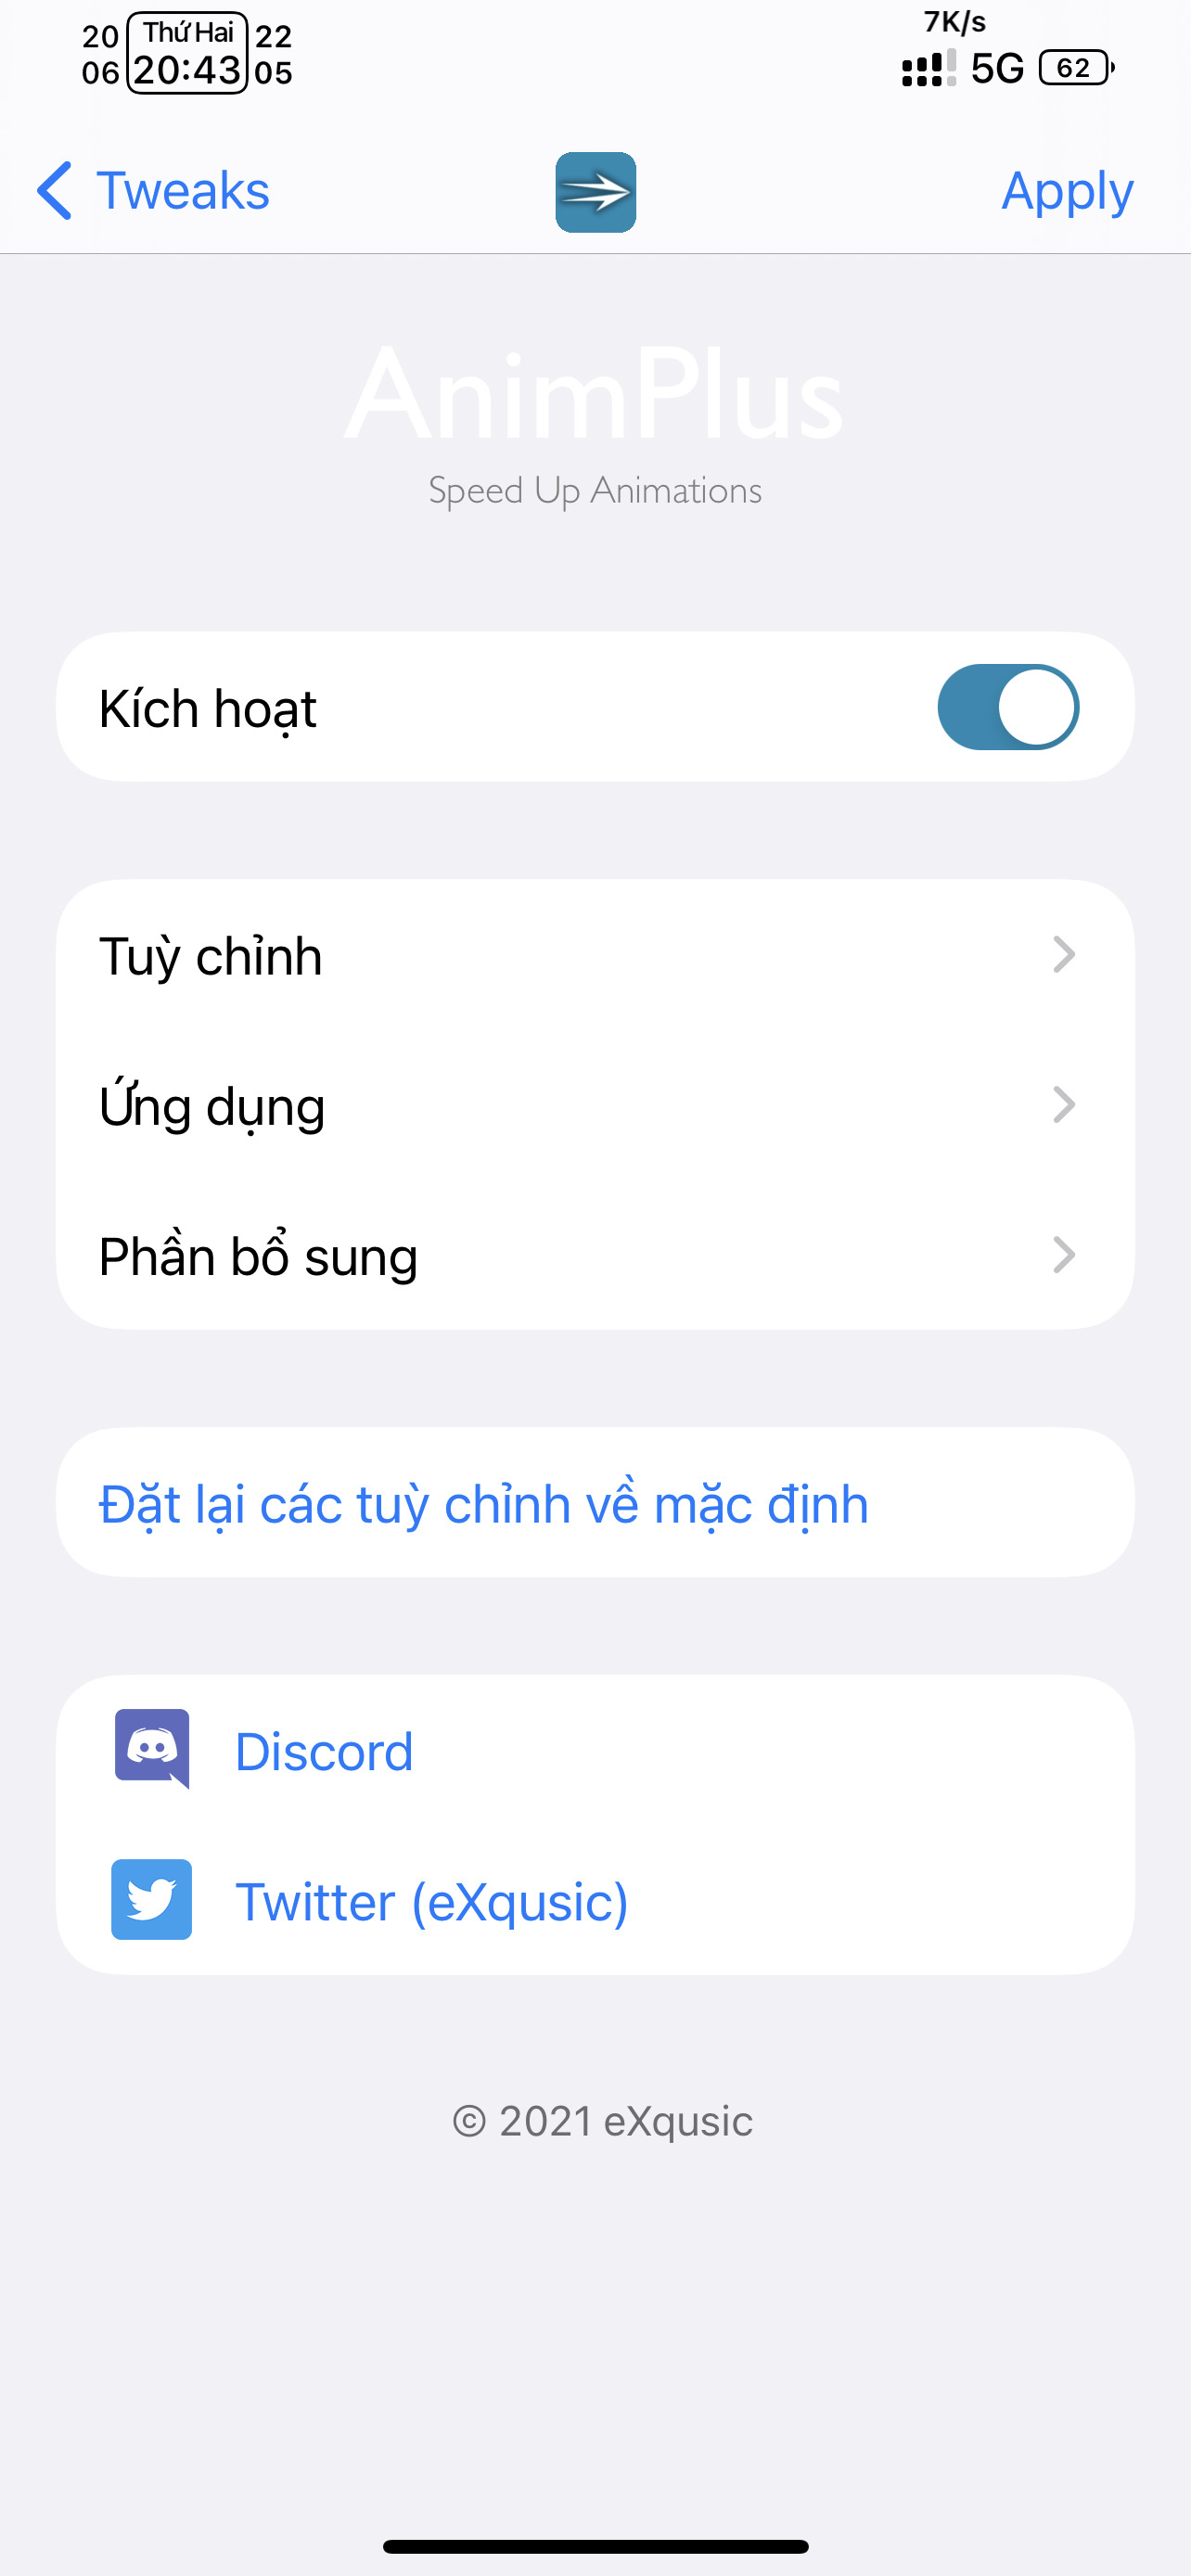 20 Thứ Hai 22
06 20:43 05
7K/s
5G 62
Tweaks
Apply
AnimPlus
Speed Up Animations
Kích hoạt
Tuỳ chỉnh
Ứng dụng
Phần bổ sung
Đặt lại các tuỳ chỉnh về mặc định
Discord
Twitter (eXqusic)
© 2021 eXqusic